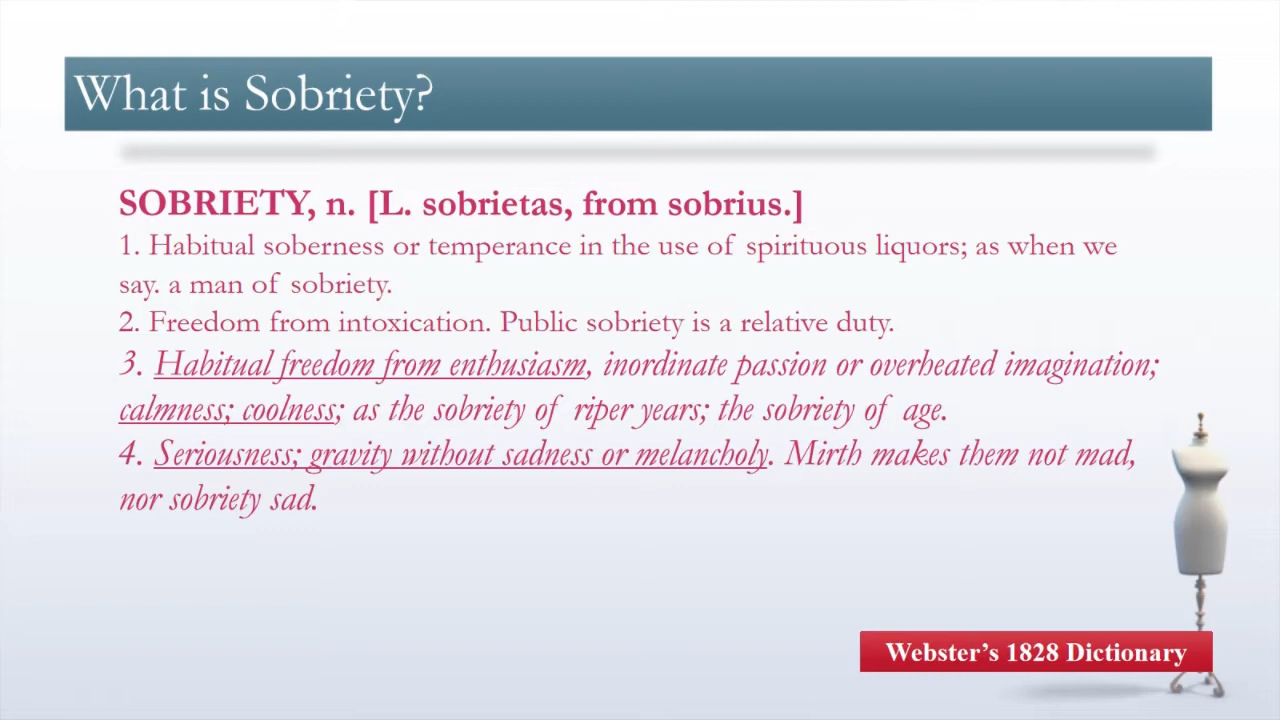 What is Sobriety?
SOBRIETY, n. [L. sobrietas, from sobrius.]
1. Habitual soberness or temperance in the use of spirituous liquors; as when we
say. a man of sobriety.
2. Freedom from intoxication. Public sobriety is a relative duty.
3. Habitual freedom from enthusiasm, inordinate passion or overheated imagination;
calmness; coolness; as the sobriety of riper years; the sobriety of age.
4. Seriousness; gravity without sadness or melancholy. Mirth makes them not mad,
nor sobriety sad.
Webster’s 1828 Dictionary